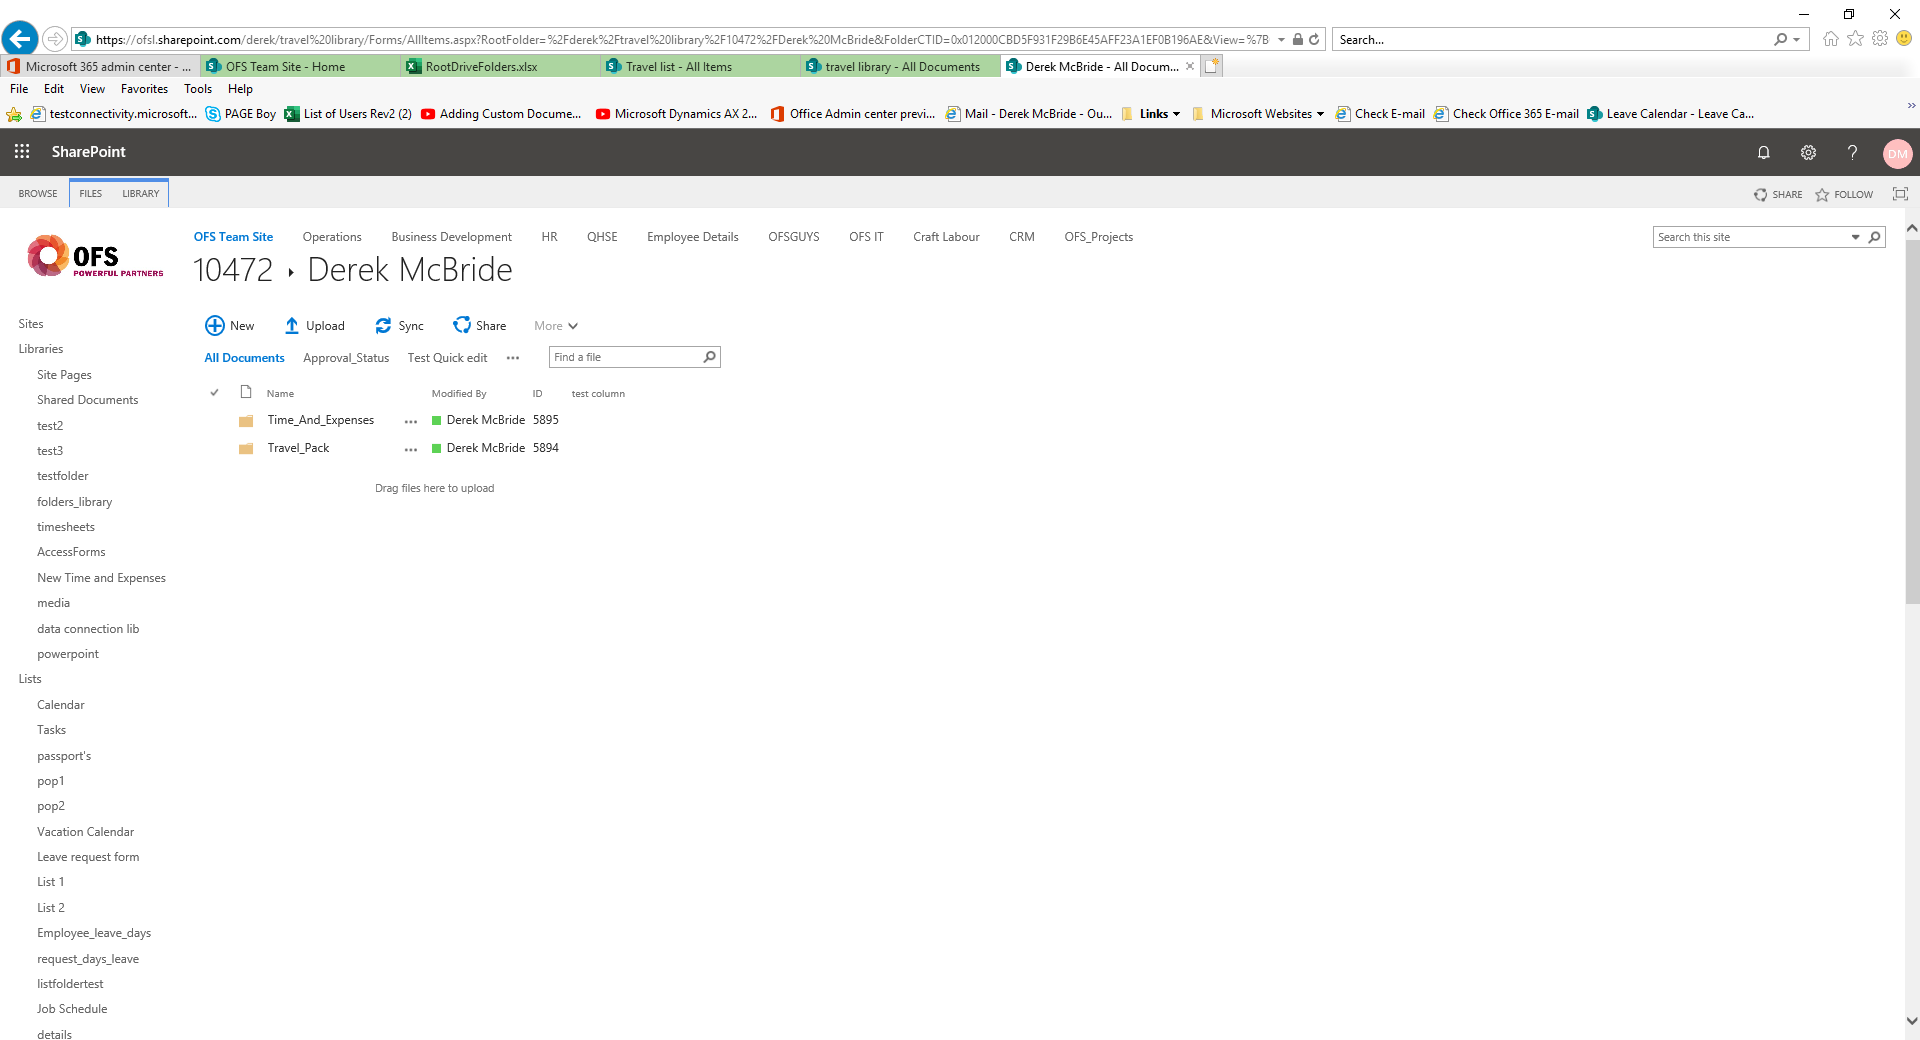 https://ofsl.sharepoint.com/derek/travel%20library/Forms/AllItems.aspx?RootFolder=%2Fderek%2Ftravel%20library%2F10472%2FDerek%20McBride&FolderCTID=0x012000CBD5F931F29B6E45AFF23A1EF0B196AE&View=%7B Search...
Microsoft 365 admin center - ... OFS Team Site - Home RootDriveFolders.xlsx Travel list - All Items travel library - All Documents Derek McBride - All Docum...
File Edit View Favorites Tools Help
testconnectivity.microsoft... PAGE Boy List of Users Rev2 (2) Adding Custom Docume... Microsoft Dynamics AX 2... Office Admin center previ... Mail - Derek McBride - Ou... Links Microsoft Websites Check E-mail Check Office 365 E-mail Leave Calendar - Leave Ca...
SharePoint DM
BROWSE FILES LIBRARY SHARE FOLLOW
OFS Team Site Operations Business Development HR QHSE Employee Details OFSGUYS OFS IT Craft Labour CRM OFS_Projects Search this site
OFS
POWERFUL PARTNERS
10472 Derek McBride
New Upload Sync Share More
All Documents Approval_Status Test Quick edit ... Find a file
Name Modified By ID test column
Time_And_Expenses ... Derek McBride 5895
Travel_Pack ... Derek McBride 5894
Drag files here to upload
Sites
Libraries
Site Pages
Shared Documents
test2
test3
testfolder
folders_library
timesheets
AccessForms
New Time and Expenses
media
data connection lib
powerpoint
Lists
Calendar
Tasks
passport's
pop1
pop2
Vacation Calendar
Leave request form
List 1
List 2
Employee_leave_days
request_days_leave
listfoldertest
Job Schedule
details